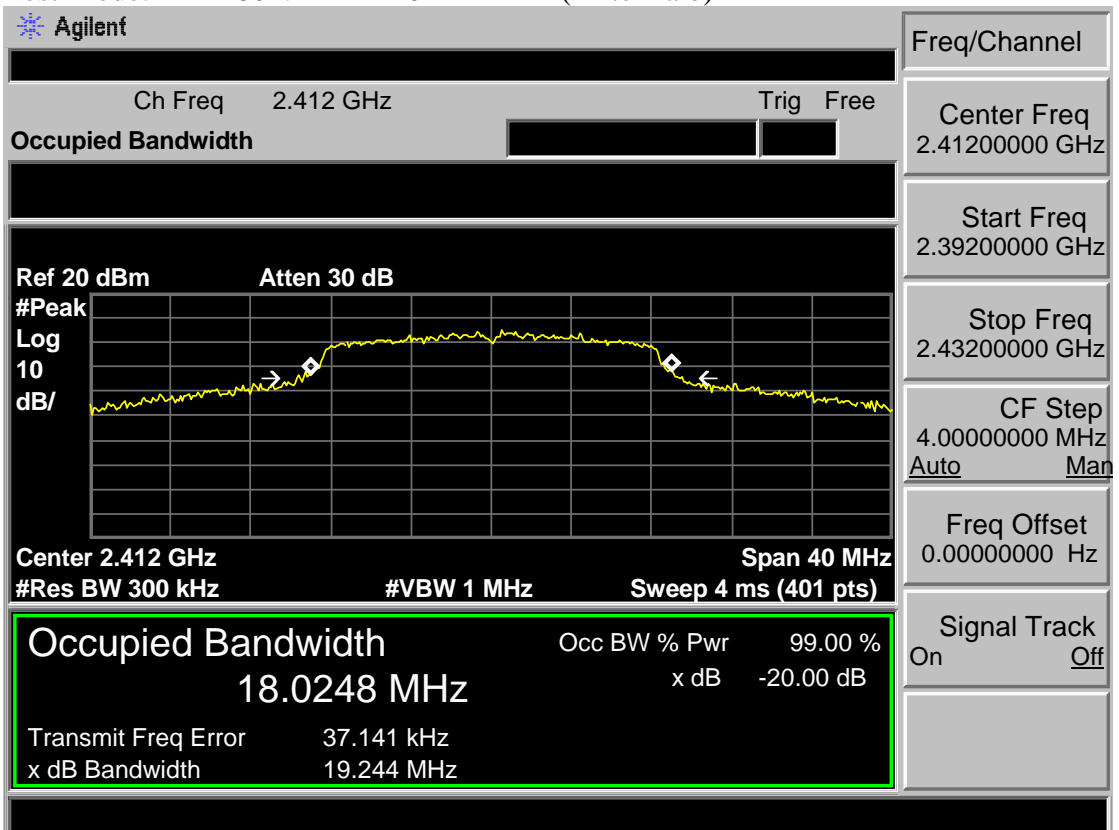 Agilent
Freq/Channel
Ch Freq 2.412 GHz Trig Free
Occupied Bandwidth
Center Freq
2.41200000 GHz
Start Freq
2.39200000 GHz
Stop Freq
2.43200000 GHz
CF Step
4.00000000 MHz
Auto Man
Freq Offset
0.00000000 Hz
Signal Track
On Off
Ref 20 dBm Atten 30 dB
#Peak
Log
10
dB/
Center 2.412 GHz Span 40 MHz
#Res BW 300 kHz #VBW 1 MHz Sweep 4 ms (401 pts)
Occupied Bandwidth Occ BW % Pwr 99.00 %
18.0248 MHz x dB -20.00 dB
Transmit Freq Error 37.141 kHz
x dB Bandwidth 19.244 MHz